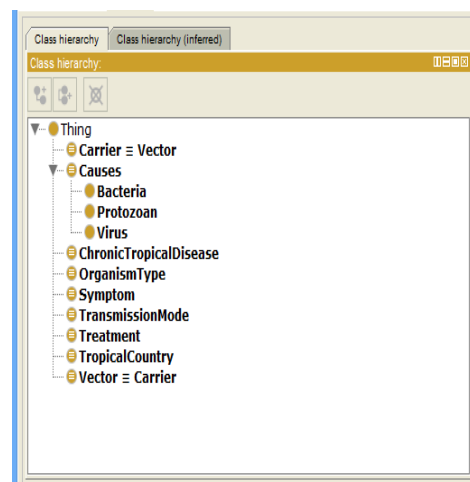 Class hierarchy Class hierarchy (inferred)
Class hierarchy:
Thing
Carrier ≡ Vector
Causes
Bacteria
Protozoan
Virus
ChronicTropicalDisease
OrganismType
Symptom
TransmissionMode
Treatment
TropicalCountry
Vector ≡ Carrier